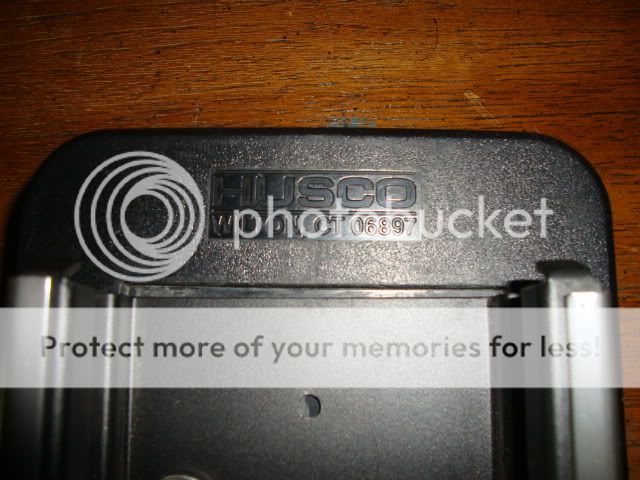 HUSCO
CT 06897
photobucket
Protect more of your memories for less!